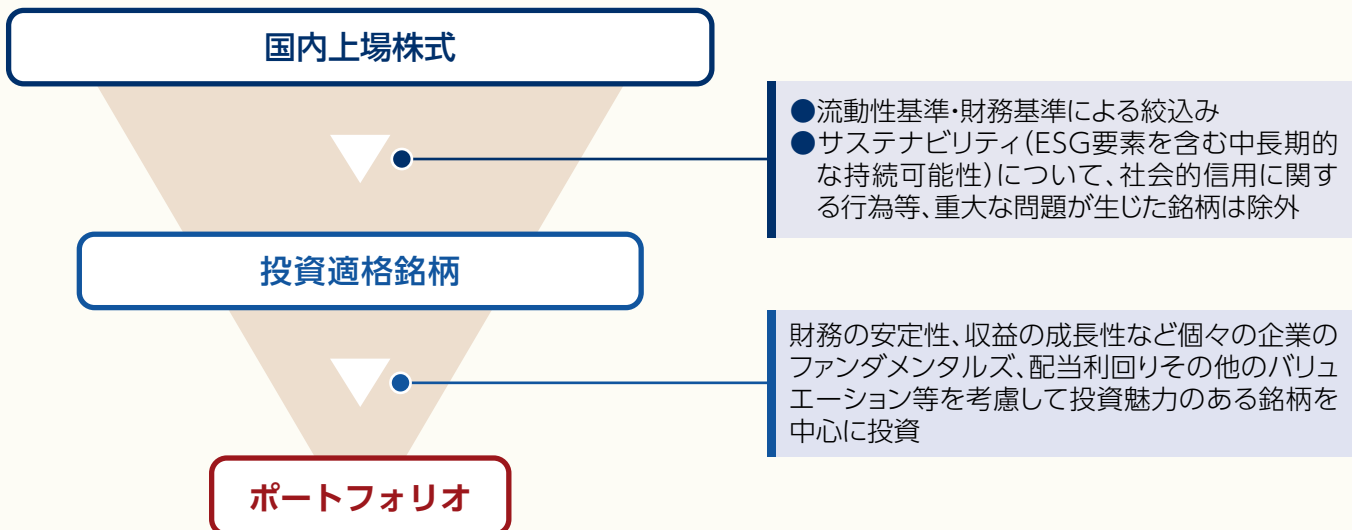 国内上場株式
●流動性基準・財務基準による絞込み
●サステナビリティ(ESG要素を含む中長期的
な持続可能性)について、社会的信用に関す
る行為等、重大な問題が生じた銘柄は除外
投資適格銘柄
財務の安定性、収益の成長性など個々の企業の
ファンダメンタルズ、配当利回りその他のバリュ
エーション等を考慮して投資魅力のある銘柄を
中心に投資
ポートフォリオ